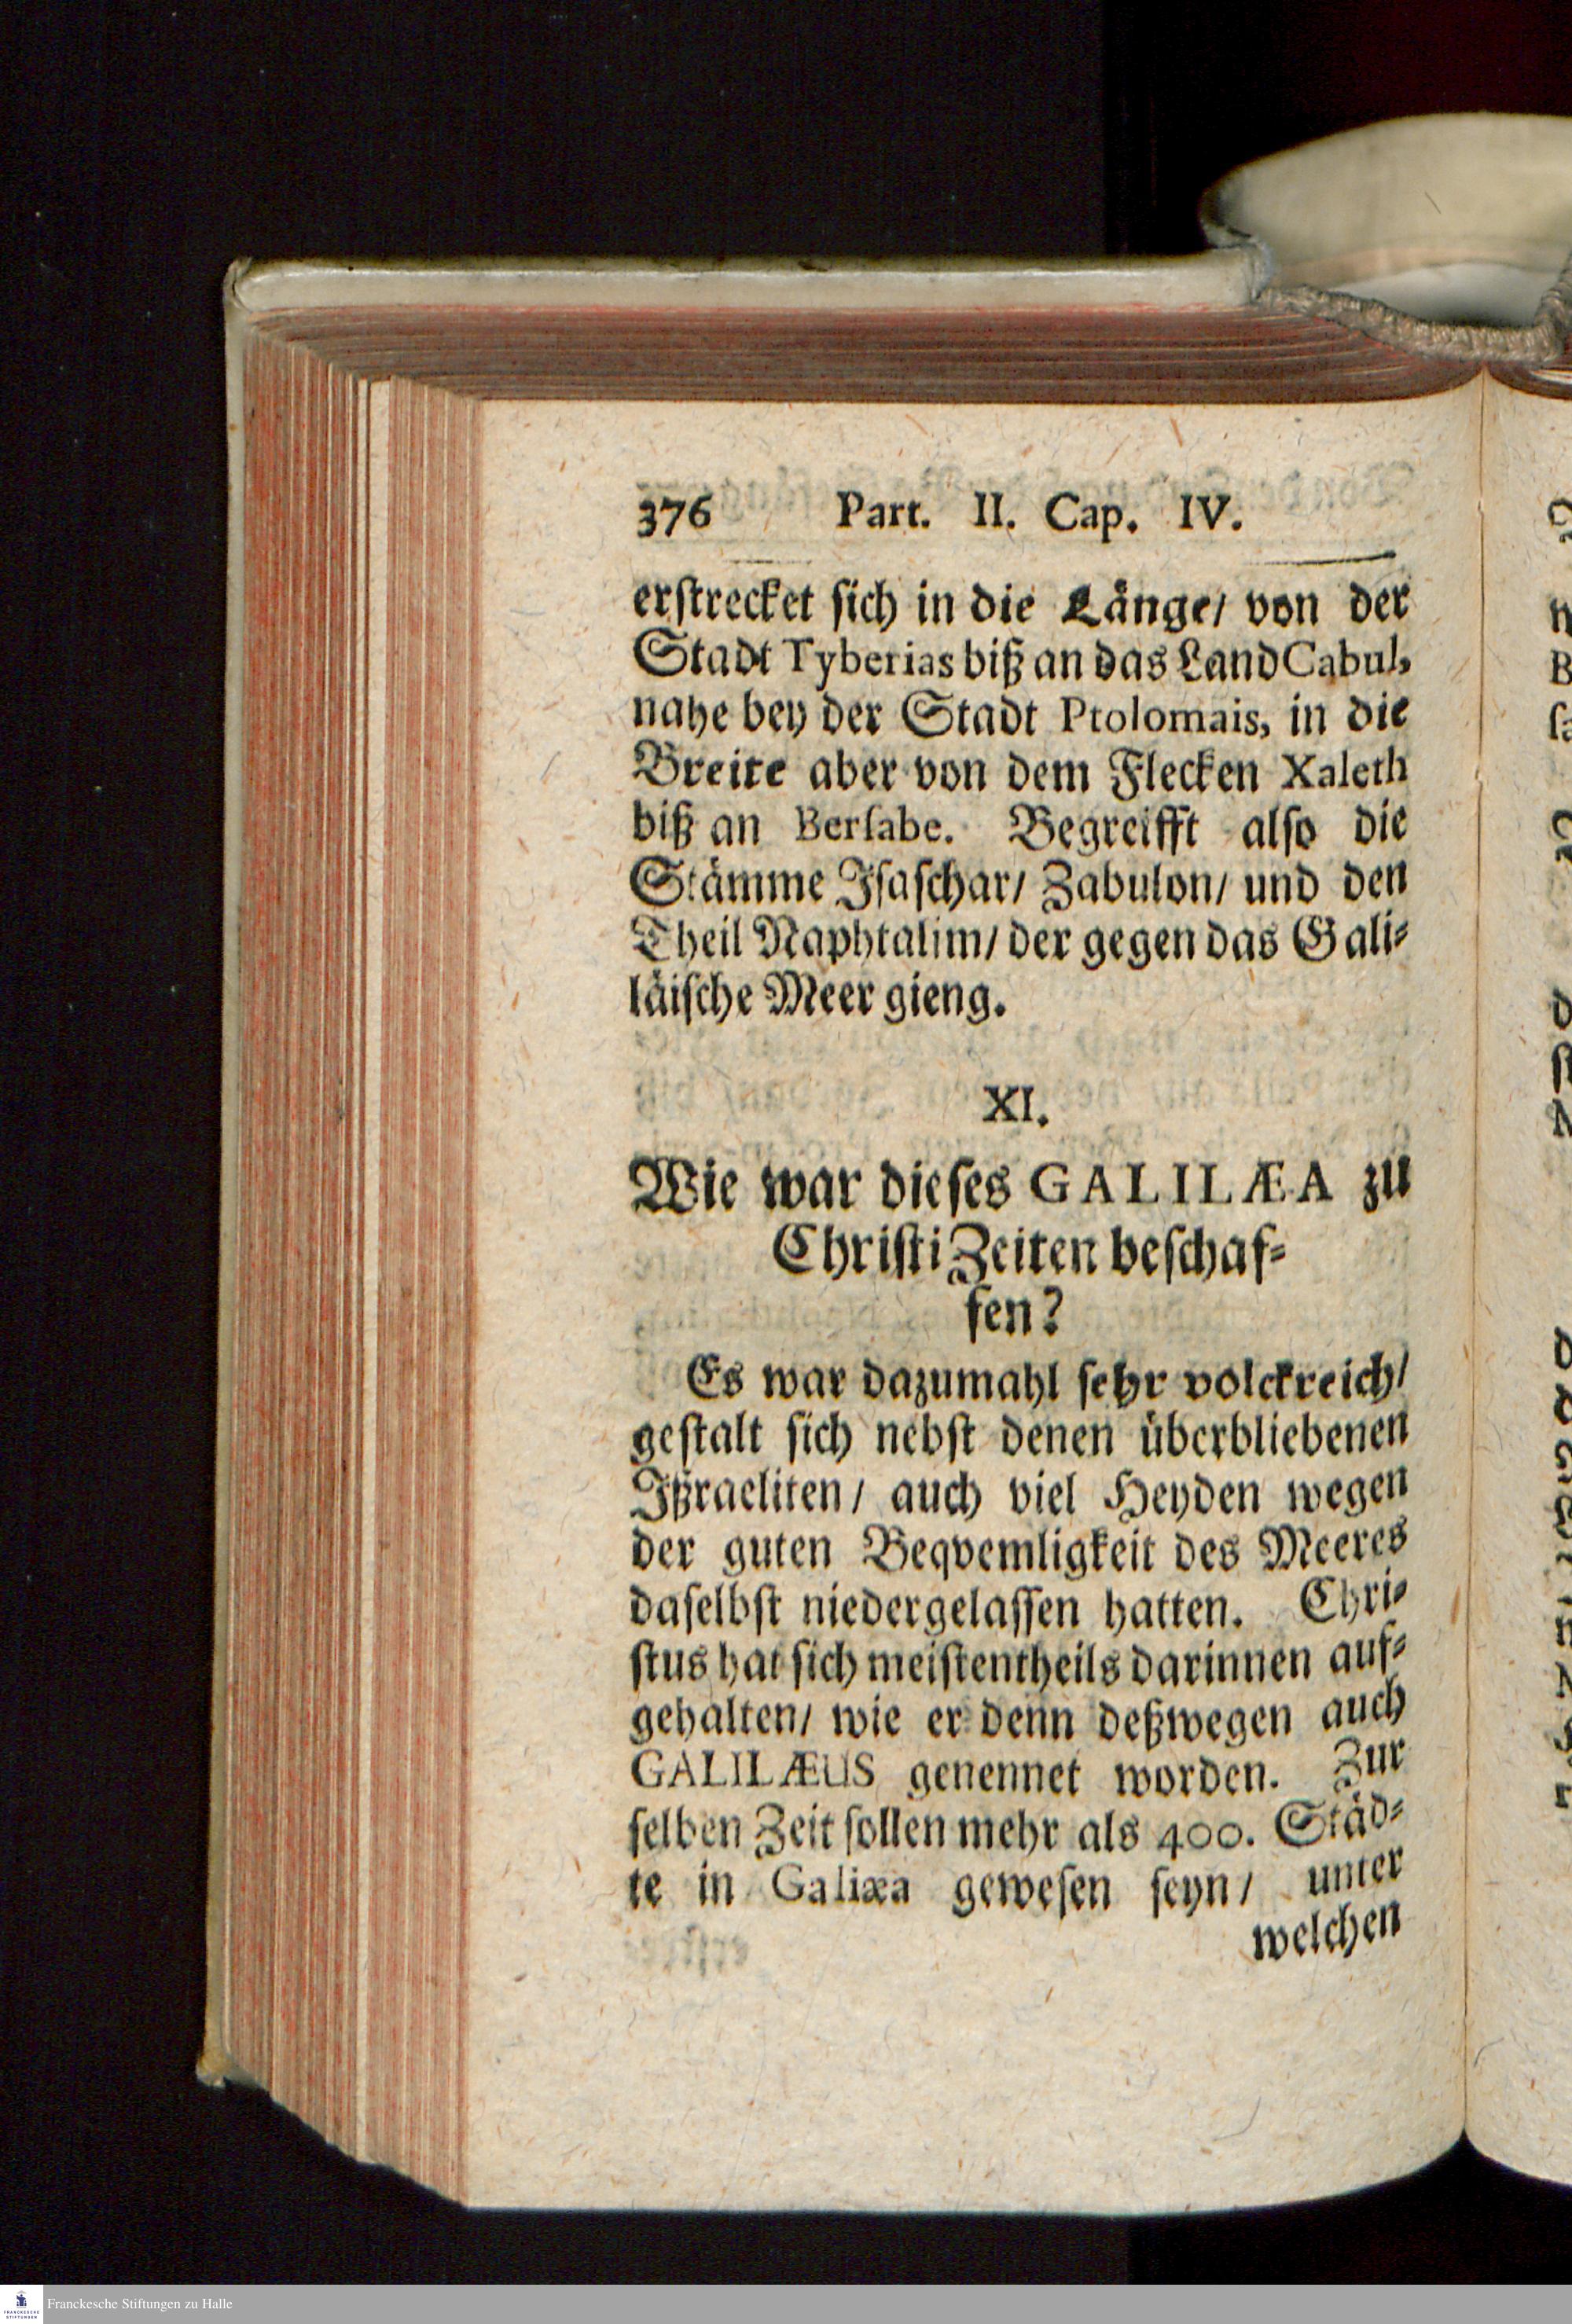 376 Part. II. Cap. IV.
erstrecket sich in die Länge/ von der
Stadt Tyberias biß an das Land Cabul,
nahe bey der Stadt Ptolomais, in die
Breite aber von dem Flecken Xaleth
biß an Berſabe. Begreifft also die
Stämme Jſaſchar/ Zabulon/ und den
Theil Naphtalim/ der gegen das Gali-
läiſche Meer gieng.
XI.
Wie war dieſes GALILÆA zu
Chriſti Zeiten beſchaf-
fen?
Es war dazumahl ſehr volckreich/
geſtalt ſich nebſt denen überbliebenen
Jßraeliten/ auch viel Heyden wegen
der guten Beqvemligkeit des Meeres
daſelbſt niedergelaſſen hatten. Chri-
ſtus hat ſich meiſtentheils darinnen auf-
gehalten/ wie er denn deßwegen auch
GALILÆUS genennet worden. Zur
ſelben Zeit ſollen mehr als 400. Städ-
te in Galiæa geweſen ſeyn/ unter
welchen
Franckesche Stiftungen zu Halle